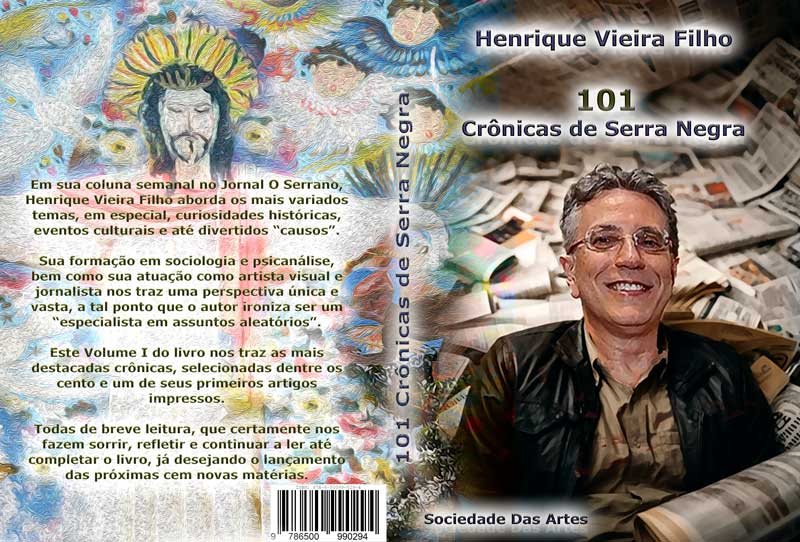 Em sua coluna semanal no Jornal O Serrano,
Henrique Vieira Filho aborda os mais variados
temas, em especial, curiosidades históricas,
eventos culturais e até divertidos “causos”.
Sua formação em sociologia e psicanálise,
bem como sua atuação como artista visual e
jornalista nos traz uma perspectiva única e
vasta, a tal ponto que o autor ironiza ser um
“especialista em assuntos aleatórios”.
Este Volume I do livro nos traz as mais
destacadas crônicas, selecionadas dentre os
cento e um de seus primeiros artigos
impressos.
Todas de breve leitura, que certamente nos
fazem sorrir, refletir e continuar a ler até
completar o livro, já desejando o lançamento
das próximas cem novas matérias.
9 786500 990294
101 Crônicas de Serra Negra
Henrique Vieira Filho
101
Crônicas de Serra Negra
Sociedade Das Artes